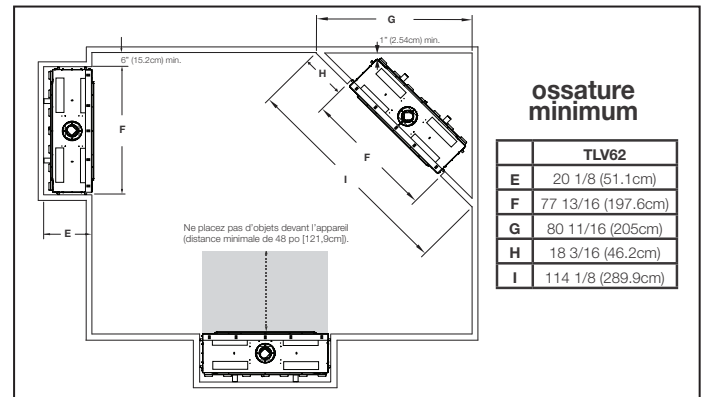 G
1" (2.54cm) min.
6" (15.2cm) min.
H
F
F
I
E
Ne placez pas d'objets devant l'appareil
(distance minimale de 48 po [121,9cm]).
ossature
minimum
TLV62
E 20 1/8 (51.1cm)
F 77 13/16 (197.6cm)
G 80 11/16 (205cm)
H 18 3/16 (46.2cm)
I 114 1/8 (289.9cm)